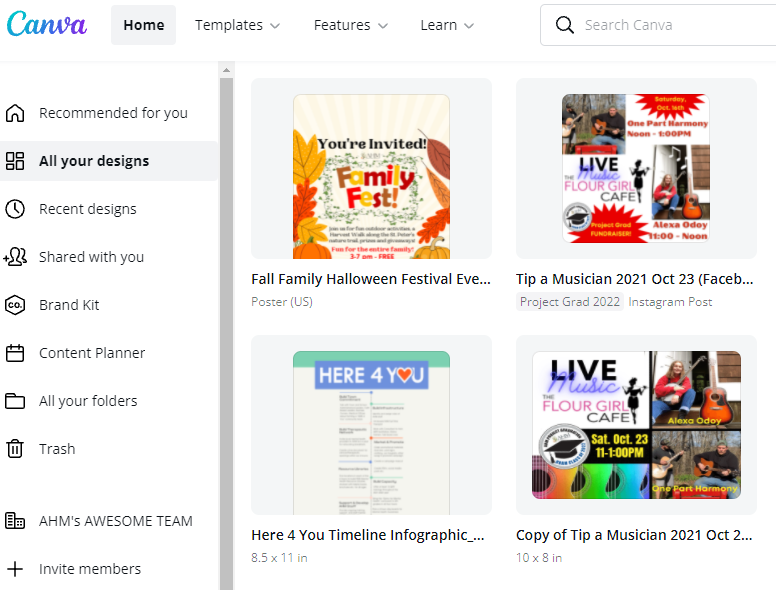 Canva
Home
Templates
Features
Learn
Search Canva
Recommended for you
All your designs
Recent designs
Shared with you
CO.
Brand Kit
Content Planner
All your folders
Trash
AHM's AWESOME TEAM
Invite members
You're Invited!
Family
Fest!
Join us for fun outdoor activities, a
Harvest Walk along the St. Peter's
nature trail, prizes and giveaways!
Fun for the entire family!
3-7 pm - FREE
Fall Family Halloween Festival Eve...
Poster (US)
Saturday,
Oct. 16th
One Part Harmony
Noon - 1:00PM
LIVE
Music
THE
FLOUR GIRL
CAFE
Project Grad
FUNDRAISER!
Alexa Odoy
11:00 - Noon
Tip a Musician 2021 Oct 23 (Faceb...
Project Grad 2022 Instagram Post
HERE 4 YOU
Here 4 You Timeline Infographic_...
8.5 x 11 in
LIVE
Music
THE
FLOUR GIRL
CAFE
Sat. Oct. 23
11-1:00PM
Alexa Odoy
One Part Harmony
Copy of Tip a Musician 2021 Oct 2...
10 x 8 in